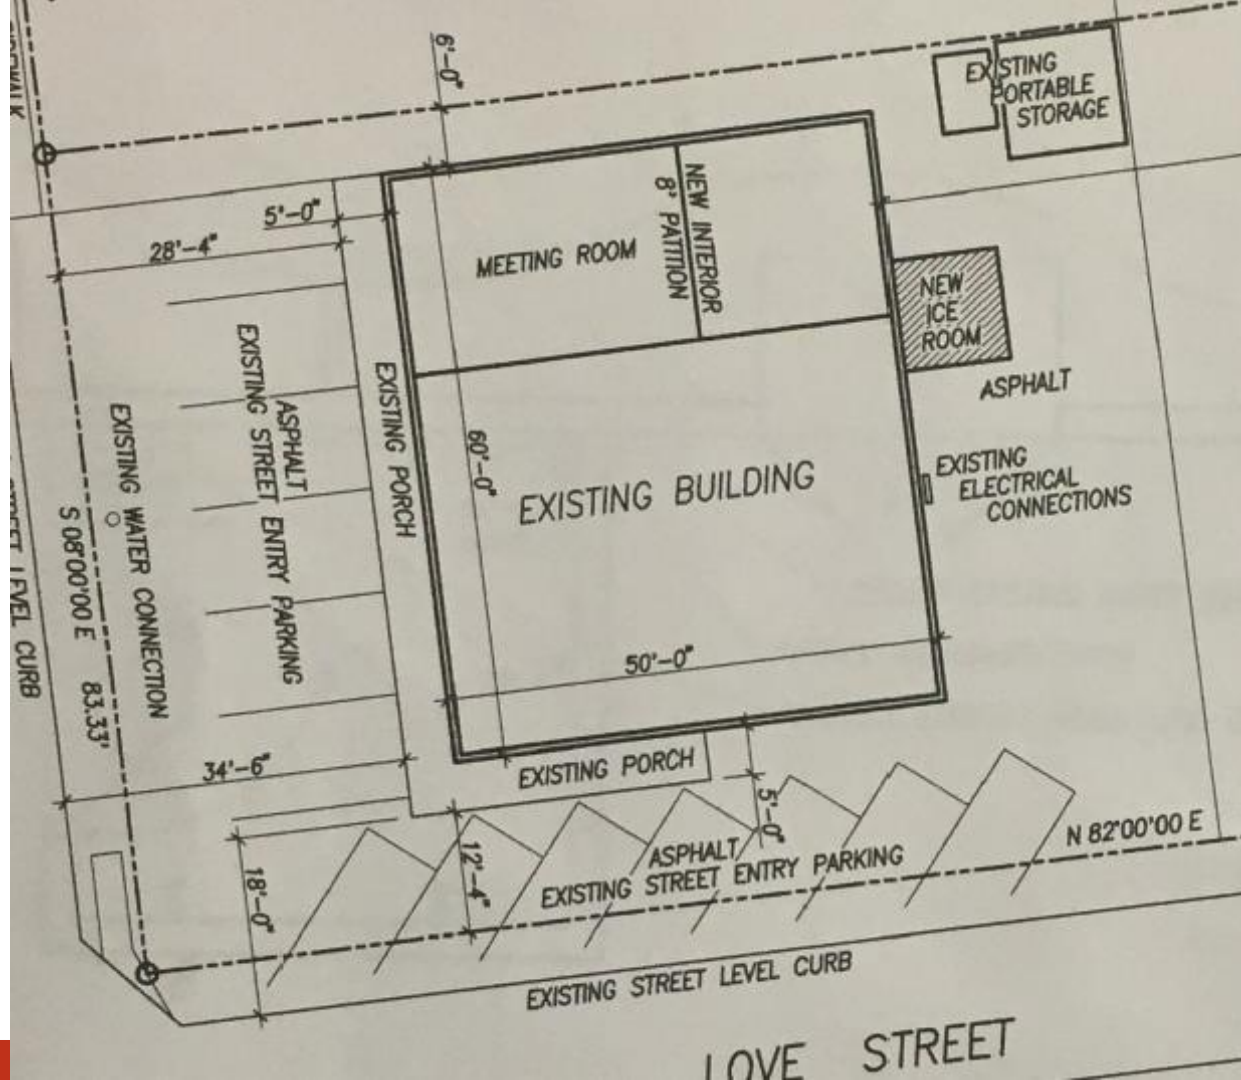 6'-0"
EXISTING
PORTABLE
STORAGE
5'-0"
28'-4"
MEETING ROOM
NEW INTERIOR
8' PATITION
NEW
ICE
ROOM
ASPHALT
EXISTING PORCH
ASPHALT
EXISTING STREET ENTRY PARKING
EXISTING WATER CONNECTION
S 08°00'00 E 83.33'
STREET LEVEL CURB
60'-0"
EXISTING BUILDING
EXISTING
ELECTRICAL
CONNECTIONS
50'-0"
34'-6"
EXISTING PORCH
5'-0"
12'-4"
18'-0"
ASPHALT
EXISTING STREET ENTRY PARKING
N 82°00'00 E
EXISTING STREET LEVEL CURB
LOVE STREET